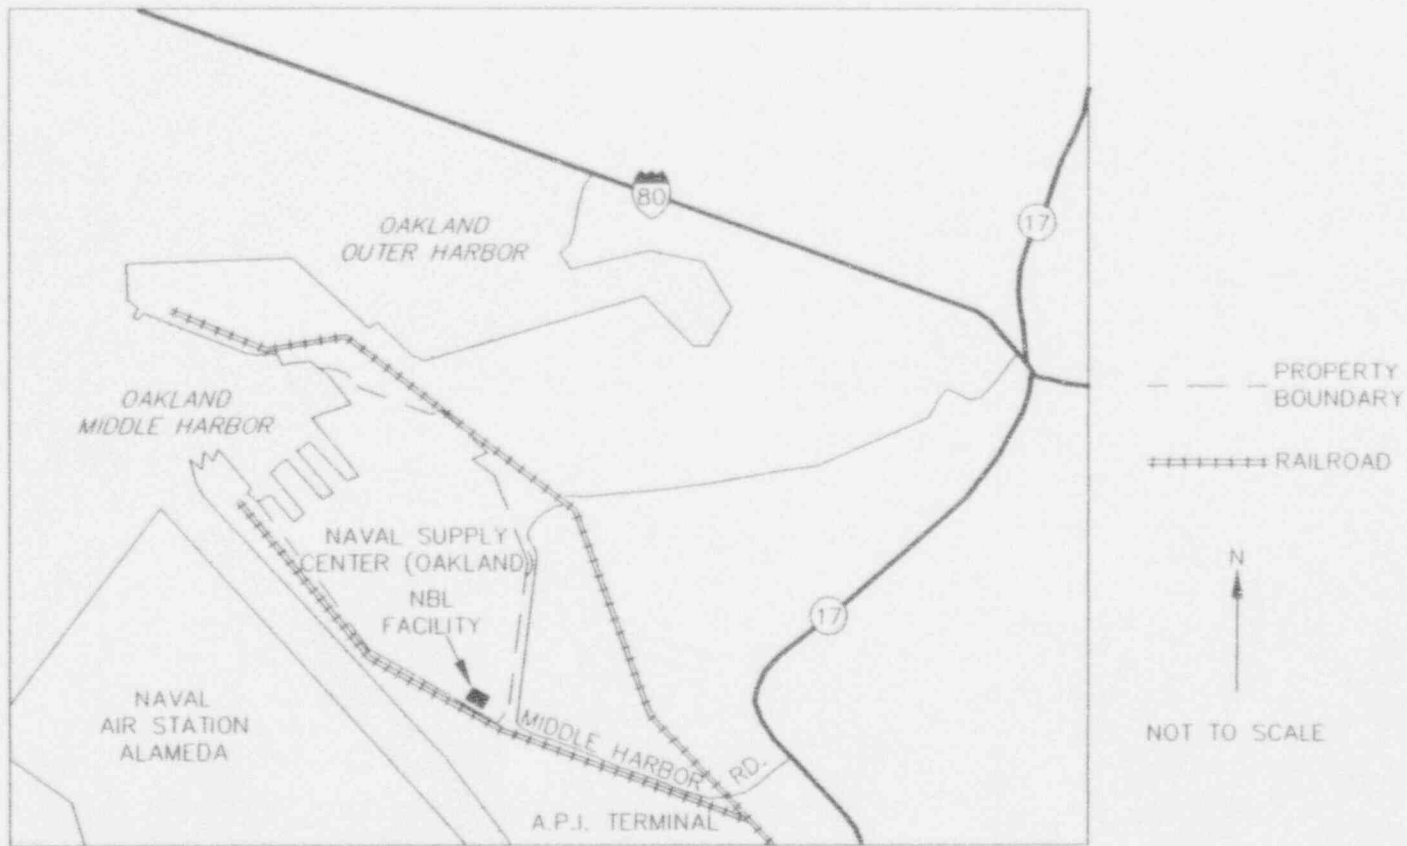 80
17
OAKLAND
OUTER HARBOR
OAKLAND
MIDDLE HARBOR
PROPERTY
BOUNDARY
RAILROAD
NAVAL SUPPLY
CENTER (OAKLAND)
NBL
FACILITY
17
N
NOT TO SCALE
NAVAL
AIR STATION
ALAMEDA
MIDDLE HARBOR RD.
A.P.I. TERMINAL